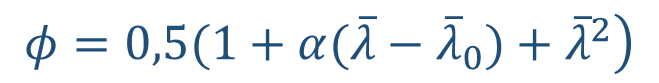 ϕ = 0,5(1 + α(λ̄ − λ̄₀) + λ̄²)